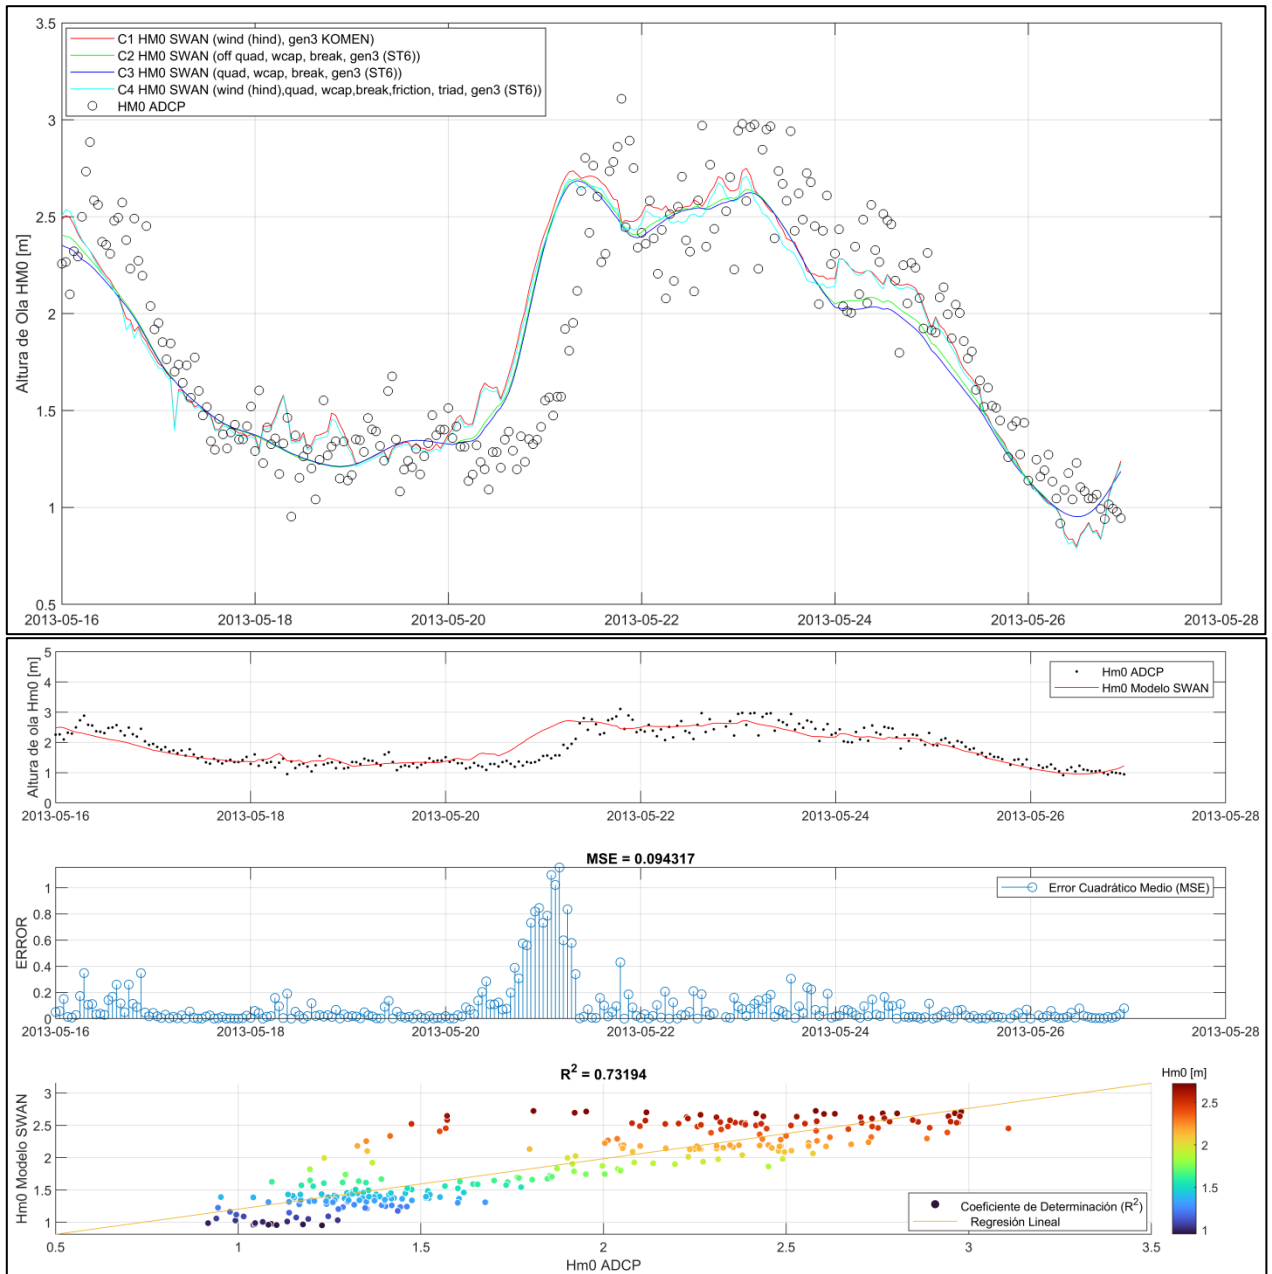 3.5
C1 HM0 SWAN (wind (hind), gen3 KOMEN)
C2 HM0 SWAN (off quad, wcap, break, gen3 (ST6))
C3 HM0 SWAN (quad, wcap, break, gen3 (ST6))
C4 HM0 SWAN (wind (hind),quad, wcap,break,friction, triad, gen3 (ST6))
HM0 ADCP
3
2.5
2
1.5
1
0.5
Altura de Ola HM0 [m]
2013-05-16 2013-05-18 2013-05-20 2013-05-22 2013-05-24 2013-05-26 2013-05-28
5
4
3
2
1
0
Altura de ola Hm0 [m]
Hm0 ADCP
Hm0 Modelo SWAN
2013-05-16 2013-05-18 2013-05-20 2013-05-22 2013-05-24 2013-05-26 2013-05-28
MSE = 0.094317
1
0.8
0.6
0.4
0.2
ERROR
Error Cuadrático Medio (MSE)
2019-05-16 2013-05-18 2013-05-20 2013-05-22 2013-05-24 2013-05-26 2013-05-28
R² = 0.73194
3
2.5
2
1.5
1
Hm0 Modelo SWAN
Coeficiente de Determinación (R²)
Regresión Lineal
0.5 1 1.5 2 2.5 3 3.5
Hm0 ADCP
Hm0 [m]
2.5
2
1.5
1